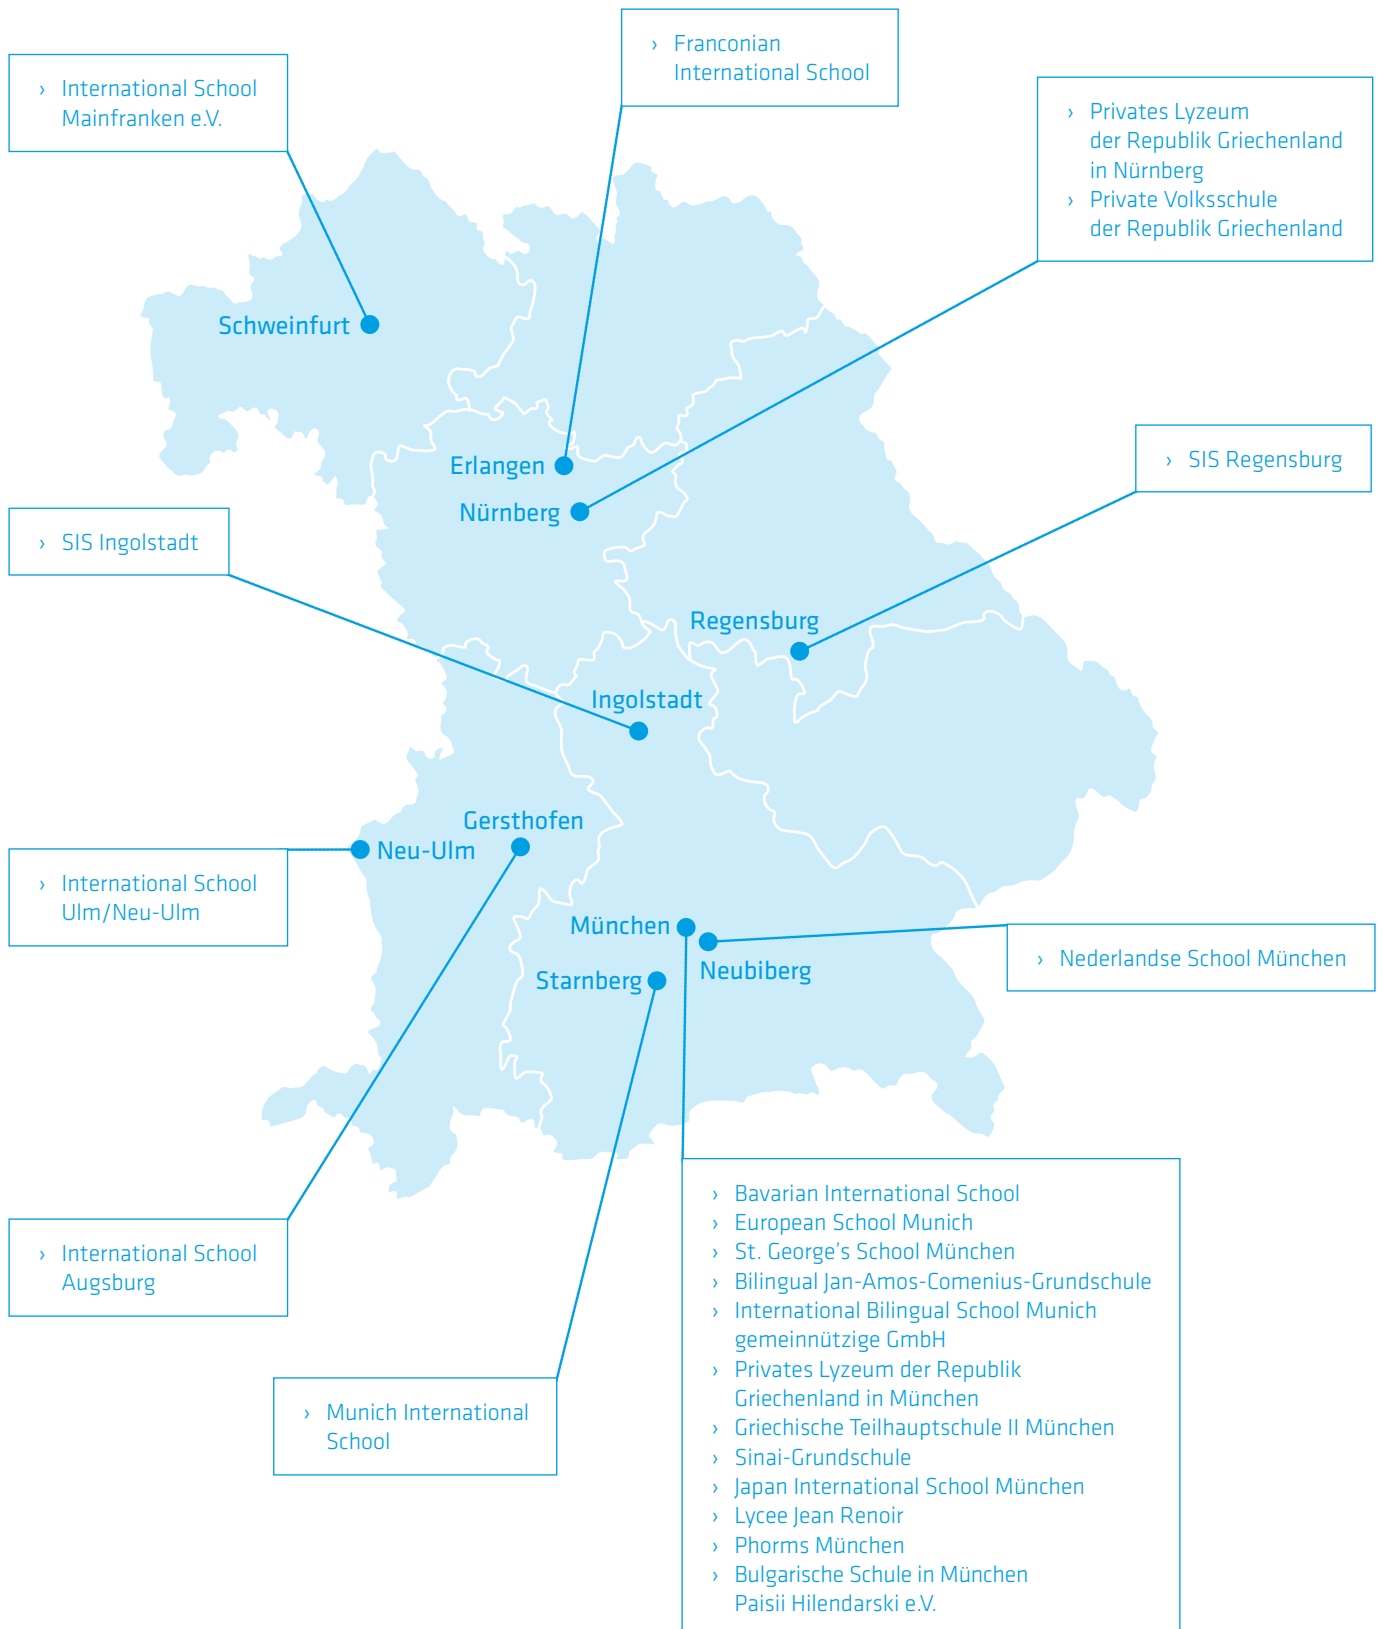 › Franconian
International School
› International School
Mainfranken e.V.
› Privates Lyzeum
der Republik Griechenland
in Nürnberg
› Private Volksschule
der Republik Griechenland
Schweinfurt
Erlangen
› SIS Regensburg
Nürnberg
› SIS Ingolstadt
Regensburg
Ingolstadt
Gersthofen
Neu-Ulm
› International School
Ulm/Neu-Ulm
München
› Nederlandse School München
Neubiberg
Starnberg
› Bavarian International School
› European School Munich
› St. George’s School München
› Bilingual Jan-Amos-Comenius-Grundschule
› International Bilingual School Munich
gemeinnützige GmbH
› Privates Lyzeum der Republik
Griechenland in München
› Griechische Teilhauptschule II München
› Sinai-Grundschule
› Japan International School München
› Lycee Jean Renoir
› Phorms München
› Bulgarische Schule in München
Paisii Hilendarski e.V.
› International School
Augsburg
› Munich International
School